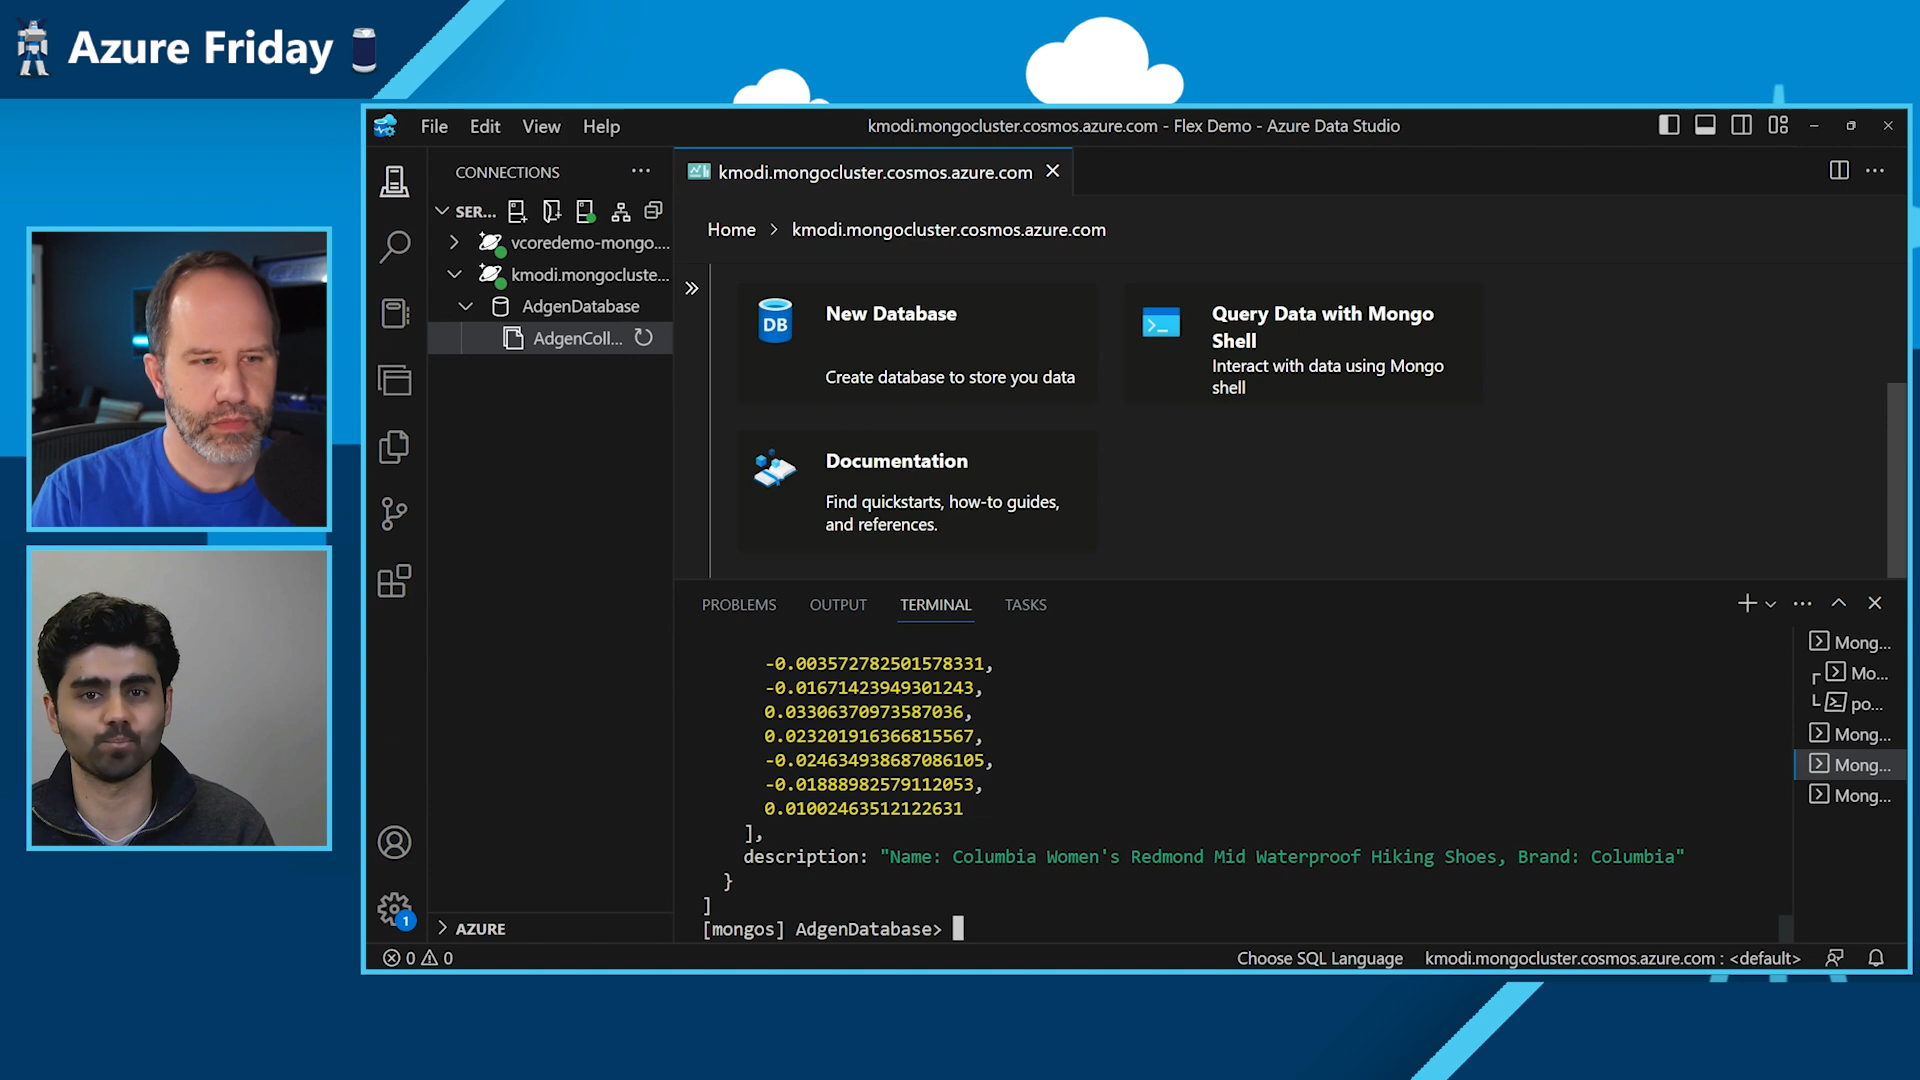 Azure Friday
File Edit View Help
kmodi.mongocluster.cosmos.azure.com - Flex Demo - Azure Data Studio
CONNECTIONS
SER...
vcoredemo-mongo....
kmodi.mongocluste...
AdgenDatabase
AdgenColl...
AZURE
1
kmodi.mongocluster.cosmos.azure.com
Home > kmodi.mongocluster.cosmos.azure.com
DB
New Database
Create database to store you data
Query Data with Mongo
Shell
Interact with data using Mongo
shell
Documentation
Find quickstarts, how-to guides,
and references.
PROBLEMS OUTPUT TERMINAL TASKS
-0.003572782501578331,
-0.01671423949301243,
0.03306370973587036,
0.023201916366815567,
-0.024634938687086105,
-0.01888982579112053,
0.01002463512122631
],
description: "Name: Columbia Women's Redmond Mid Waterproof Hiking Shoes, Brand: Columbia"
}
]
[mongos] AdgenDatabase>
Mong...
Mo...
po...
Mong...
Mong...
Mong...
0 0
Choose SQL Language kmodi.mongocluster.cosmos.azure.com : <default>